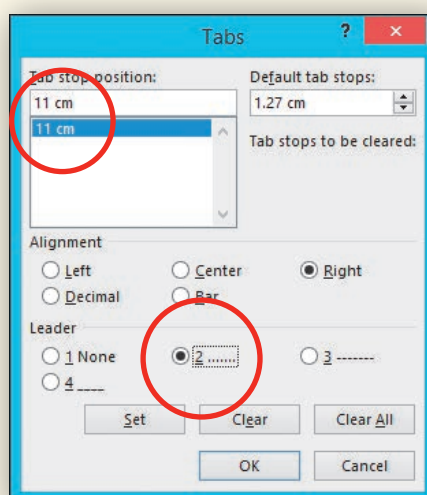 Tabs ?
Tab stop position: Default tab stops:
11 cm 1.27 cm
11 cm
Tab stops to be cleared:
Alignment
Left Center Right
Decimal Bar
Leader
1 None 2 ....... 3 -------
4 ____
Set Clear Clear All
OK Cancel